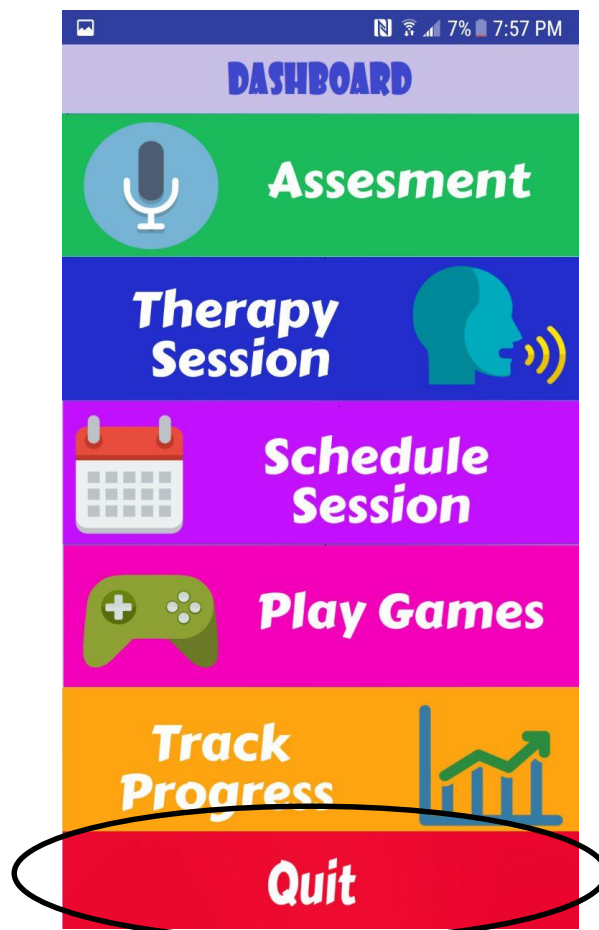 7% 7:57 PM
DASHBOARD
Assesment
Therapy
Session
Schedule
Session
Play Games
Track
Progress
Quit